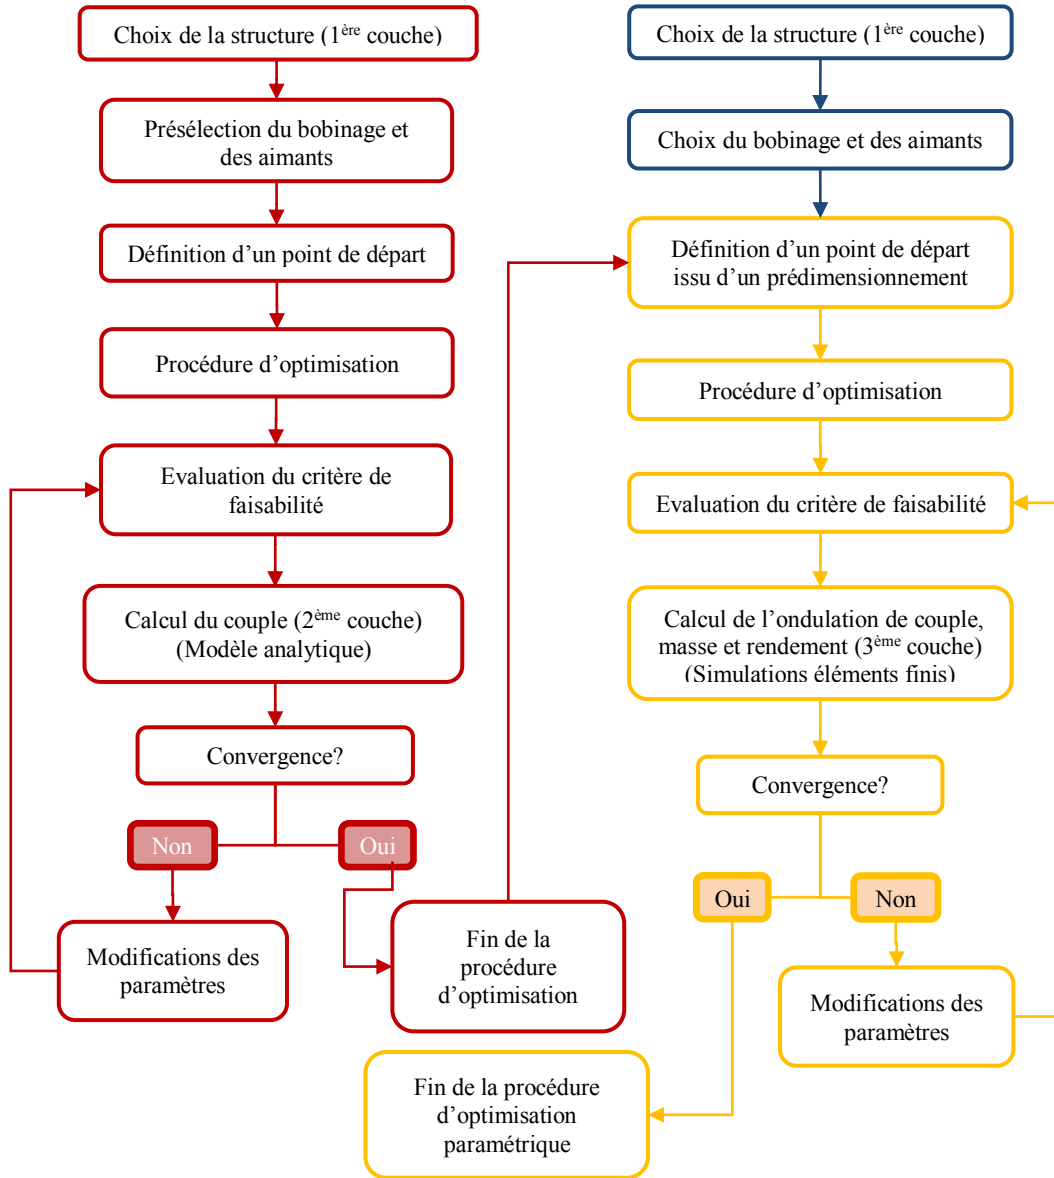 Choix de la structure (1ère couche)
Présélection du bobinage et
des aimants
Définition d’un point de départ
Procédure d’optimisation
Evaluation du critère de
faisabilité
Calcul du couple (2ème couche)
(Modèle analytique)
Convergence?
Non
Oui
Modifications des
paramètres
Fin de la
procédure
d’optimisation
Choix de la structure (1ère couche)
Choix du bobinage et des aimants
Définition d’un point de départ
issu d’un prédimensionnement
Procédure d’optimisation
Evaluation du critère de faisabilité
Calcul de l’ondulation de couple,
masse et rendement (3ème couche)
(Simulations éléments finis)
Convergence?
Oui
Non
Modifications des
paramètres
Fin de la procédure
d’optimisation
paramétrique